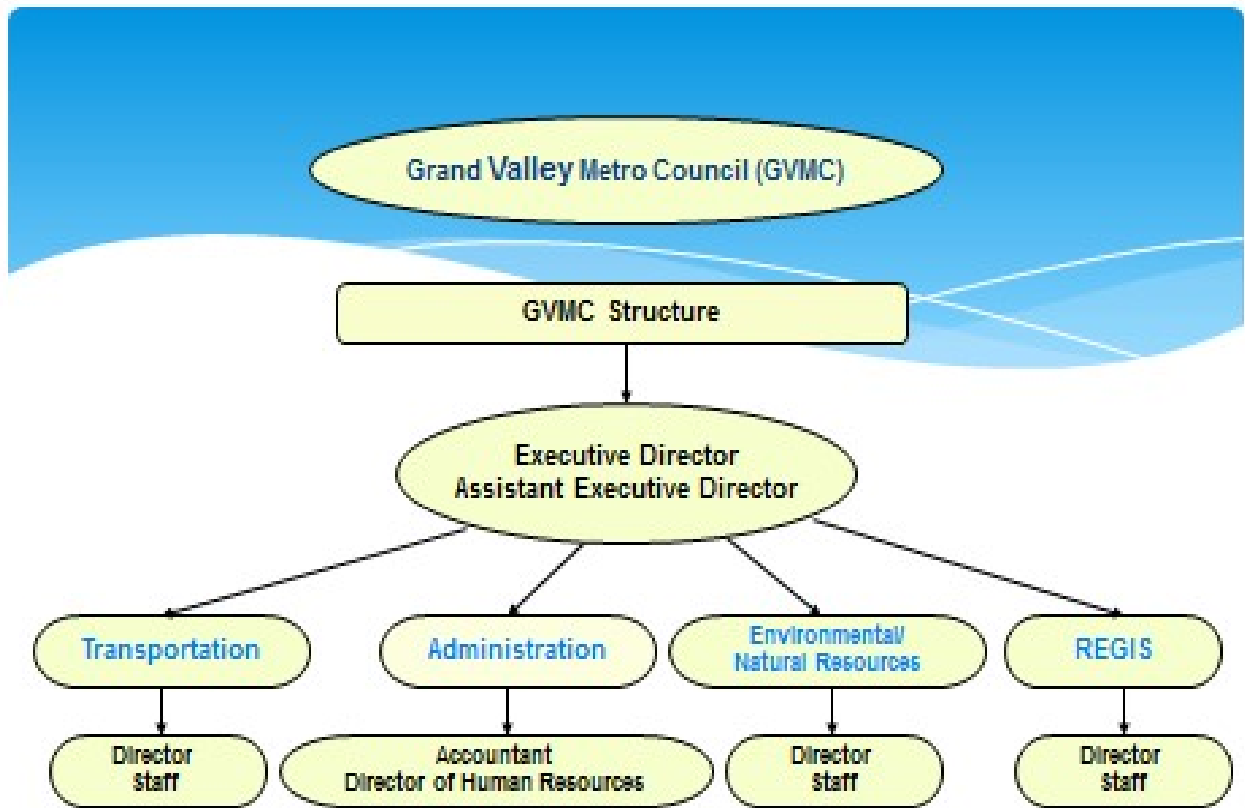 Grand Valley Metro Council (GVMC)
GVMC Structure
Executive Director
Assistant Executive Director
Transportation
Administration
Environmental/
Natural Resources
REGIS
Director
Staff
Accountant
Director of Human Resources
Director
Staff
Director
Staff